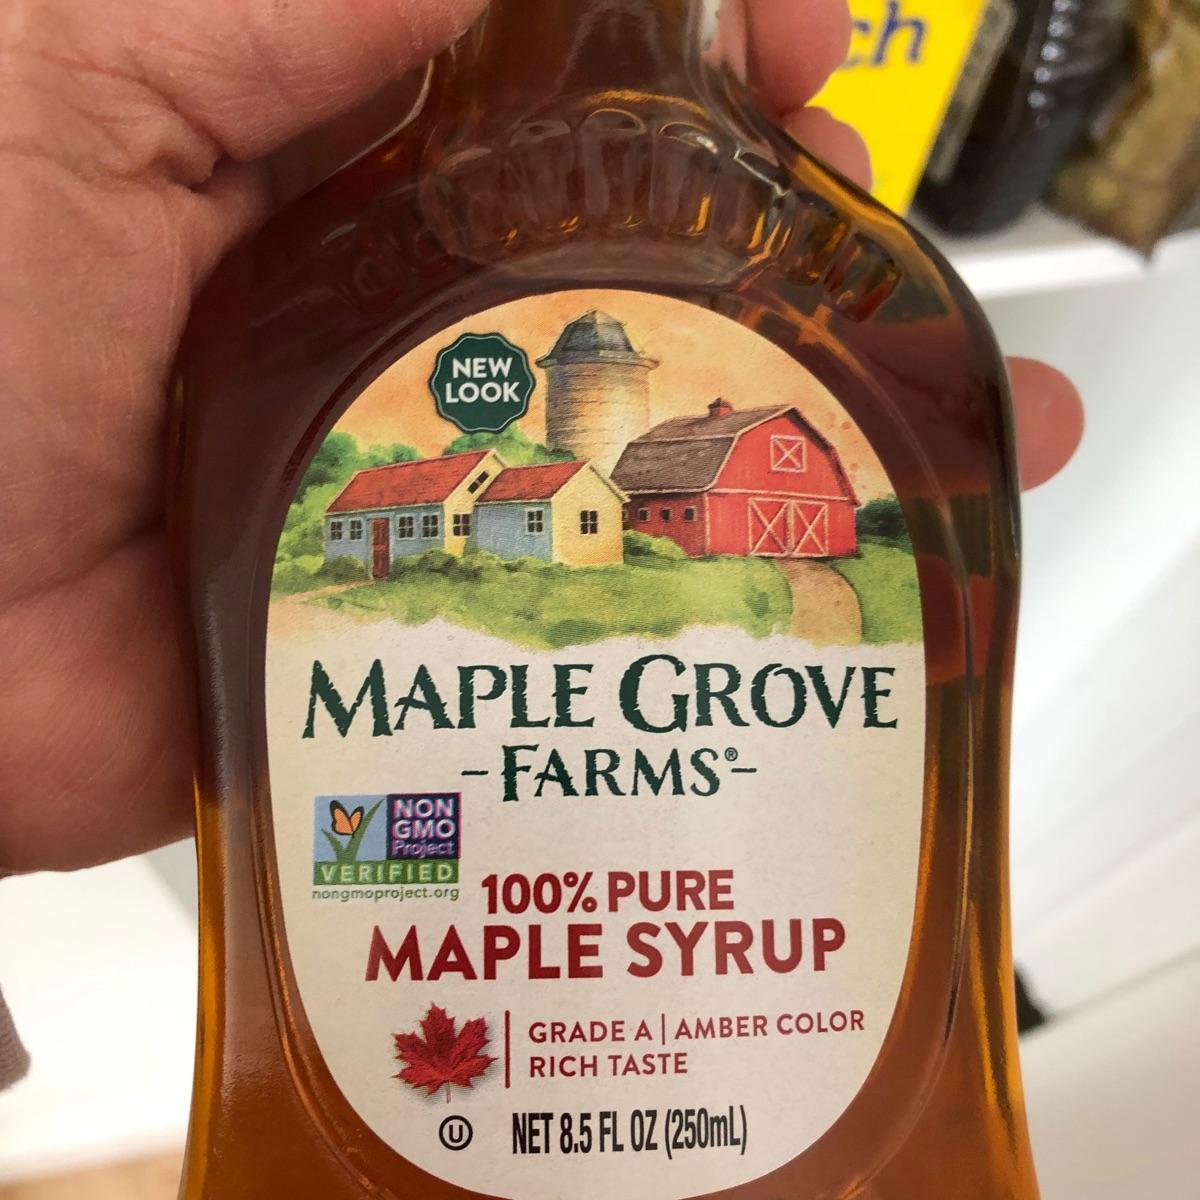 ch
NEW
LOOK
MAPLE GROVE
-FARMS®-
NON
GMO
Project
VERIFIED
nongmoproject.org
100% PURE
MAPLE SYRUP
GRADE A | AMBER COLOR
RICH TASTE
U
NET 8.5 FL OZ (250mL)